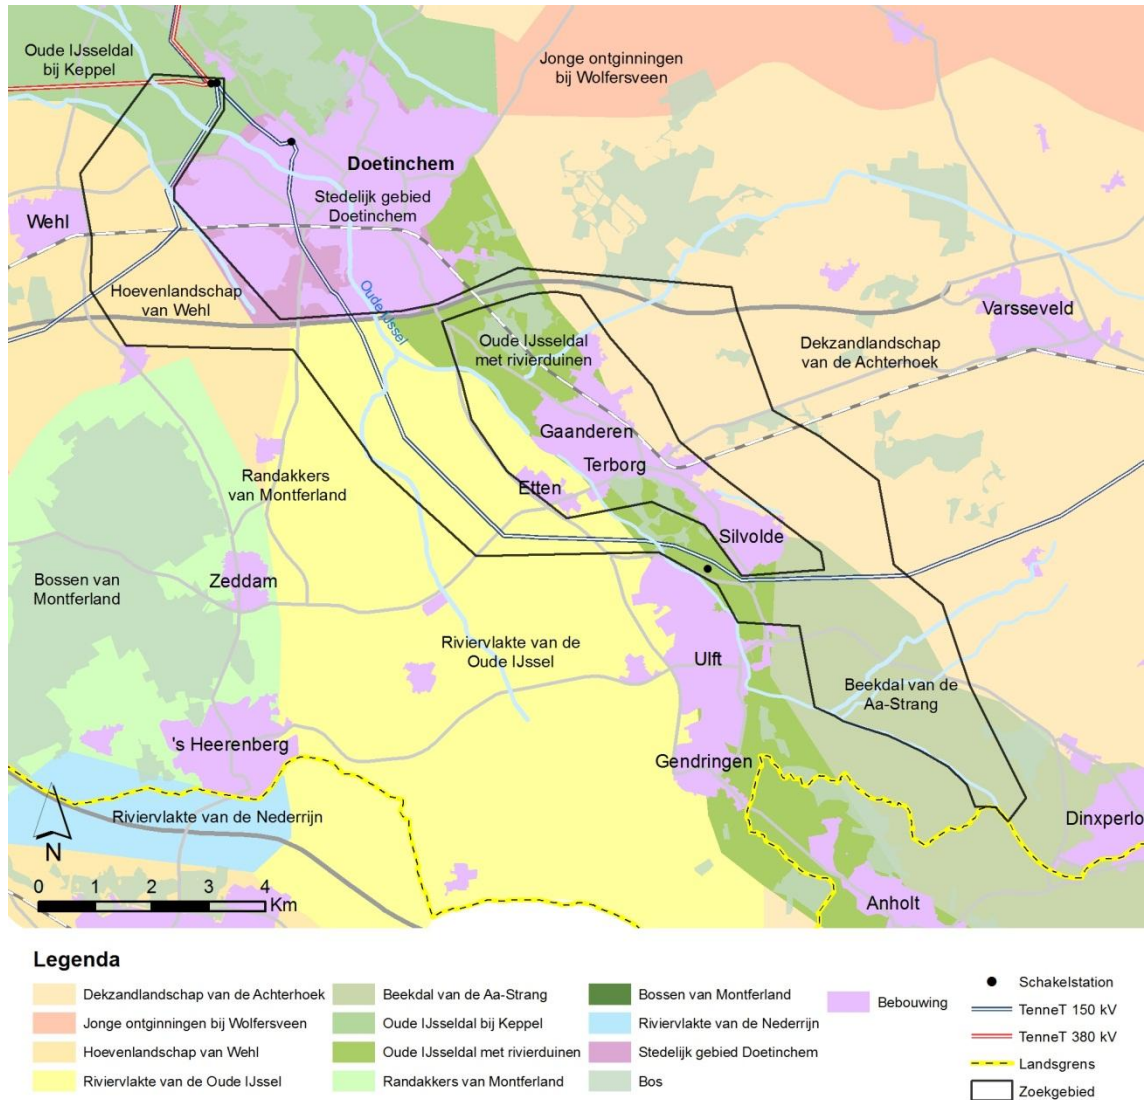 Oude IJsseldal
bij Keppel
Jonge ontginningen
bij Wolfersveen
Doetinchem
Stedelijk gebied
Doetinchem
Wehl
Hoevenlandschap
van Wehl
Oude IJssel
Oude IJsseldal
met rivierduinen
Varsseveld
Dekzandlandschap
van de Achterhoek
Gaanderen
Terborg
Etten
Randakkers
van Montferland
Silvolde
Bossen van
Montferland
Zeddam
Riviervlakte van de
Oude IJssel
Ulft
Beekdal van de
Aa-Strang
's Heerenberg
Gendringen
Riviervlakte van de Nederrijn
Dinxperlo
Anholt
N
0 1 2 3 4
Km
Legenda
Dekzandlandschap van de Achterhoek
Jonge ontginningen bij Wolfersveen
Hoevenlandschap van Wehl
Riviervlakte van de Oude IJssel
Beekdal van de Aa-Strang
Oude IJsseldal bij Keppel
Oude IJsseldal met rivierduinen
Randakkers van Montferland
Bossen van Montferland
Riviervlakte van de Nederrijn
Stedelijk gebied Doetinchem
Bos
Bebouwing
Schakelstation
TenneT 150 kV
TenneT 380 kV
Landsgrens
Zoekgebied